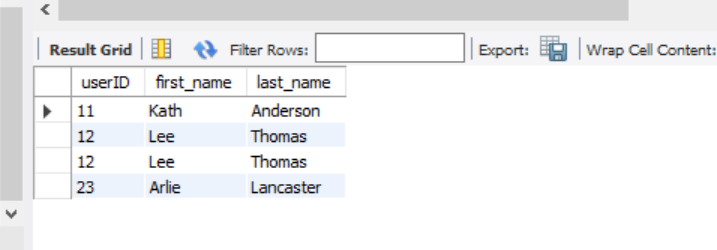 Result Grid Filter Rows: Export: Wrap Cell Content:
userID first_name last_name
11 Kath Anderson
12 Lee Thomas
12 Lee Thomas
23 Arlie Lancaster